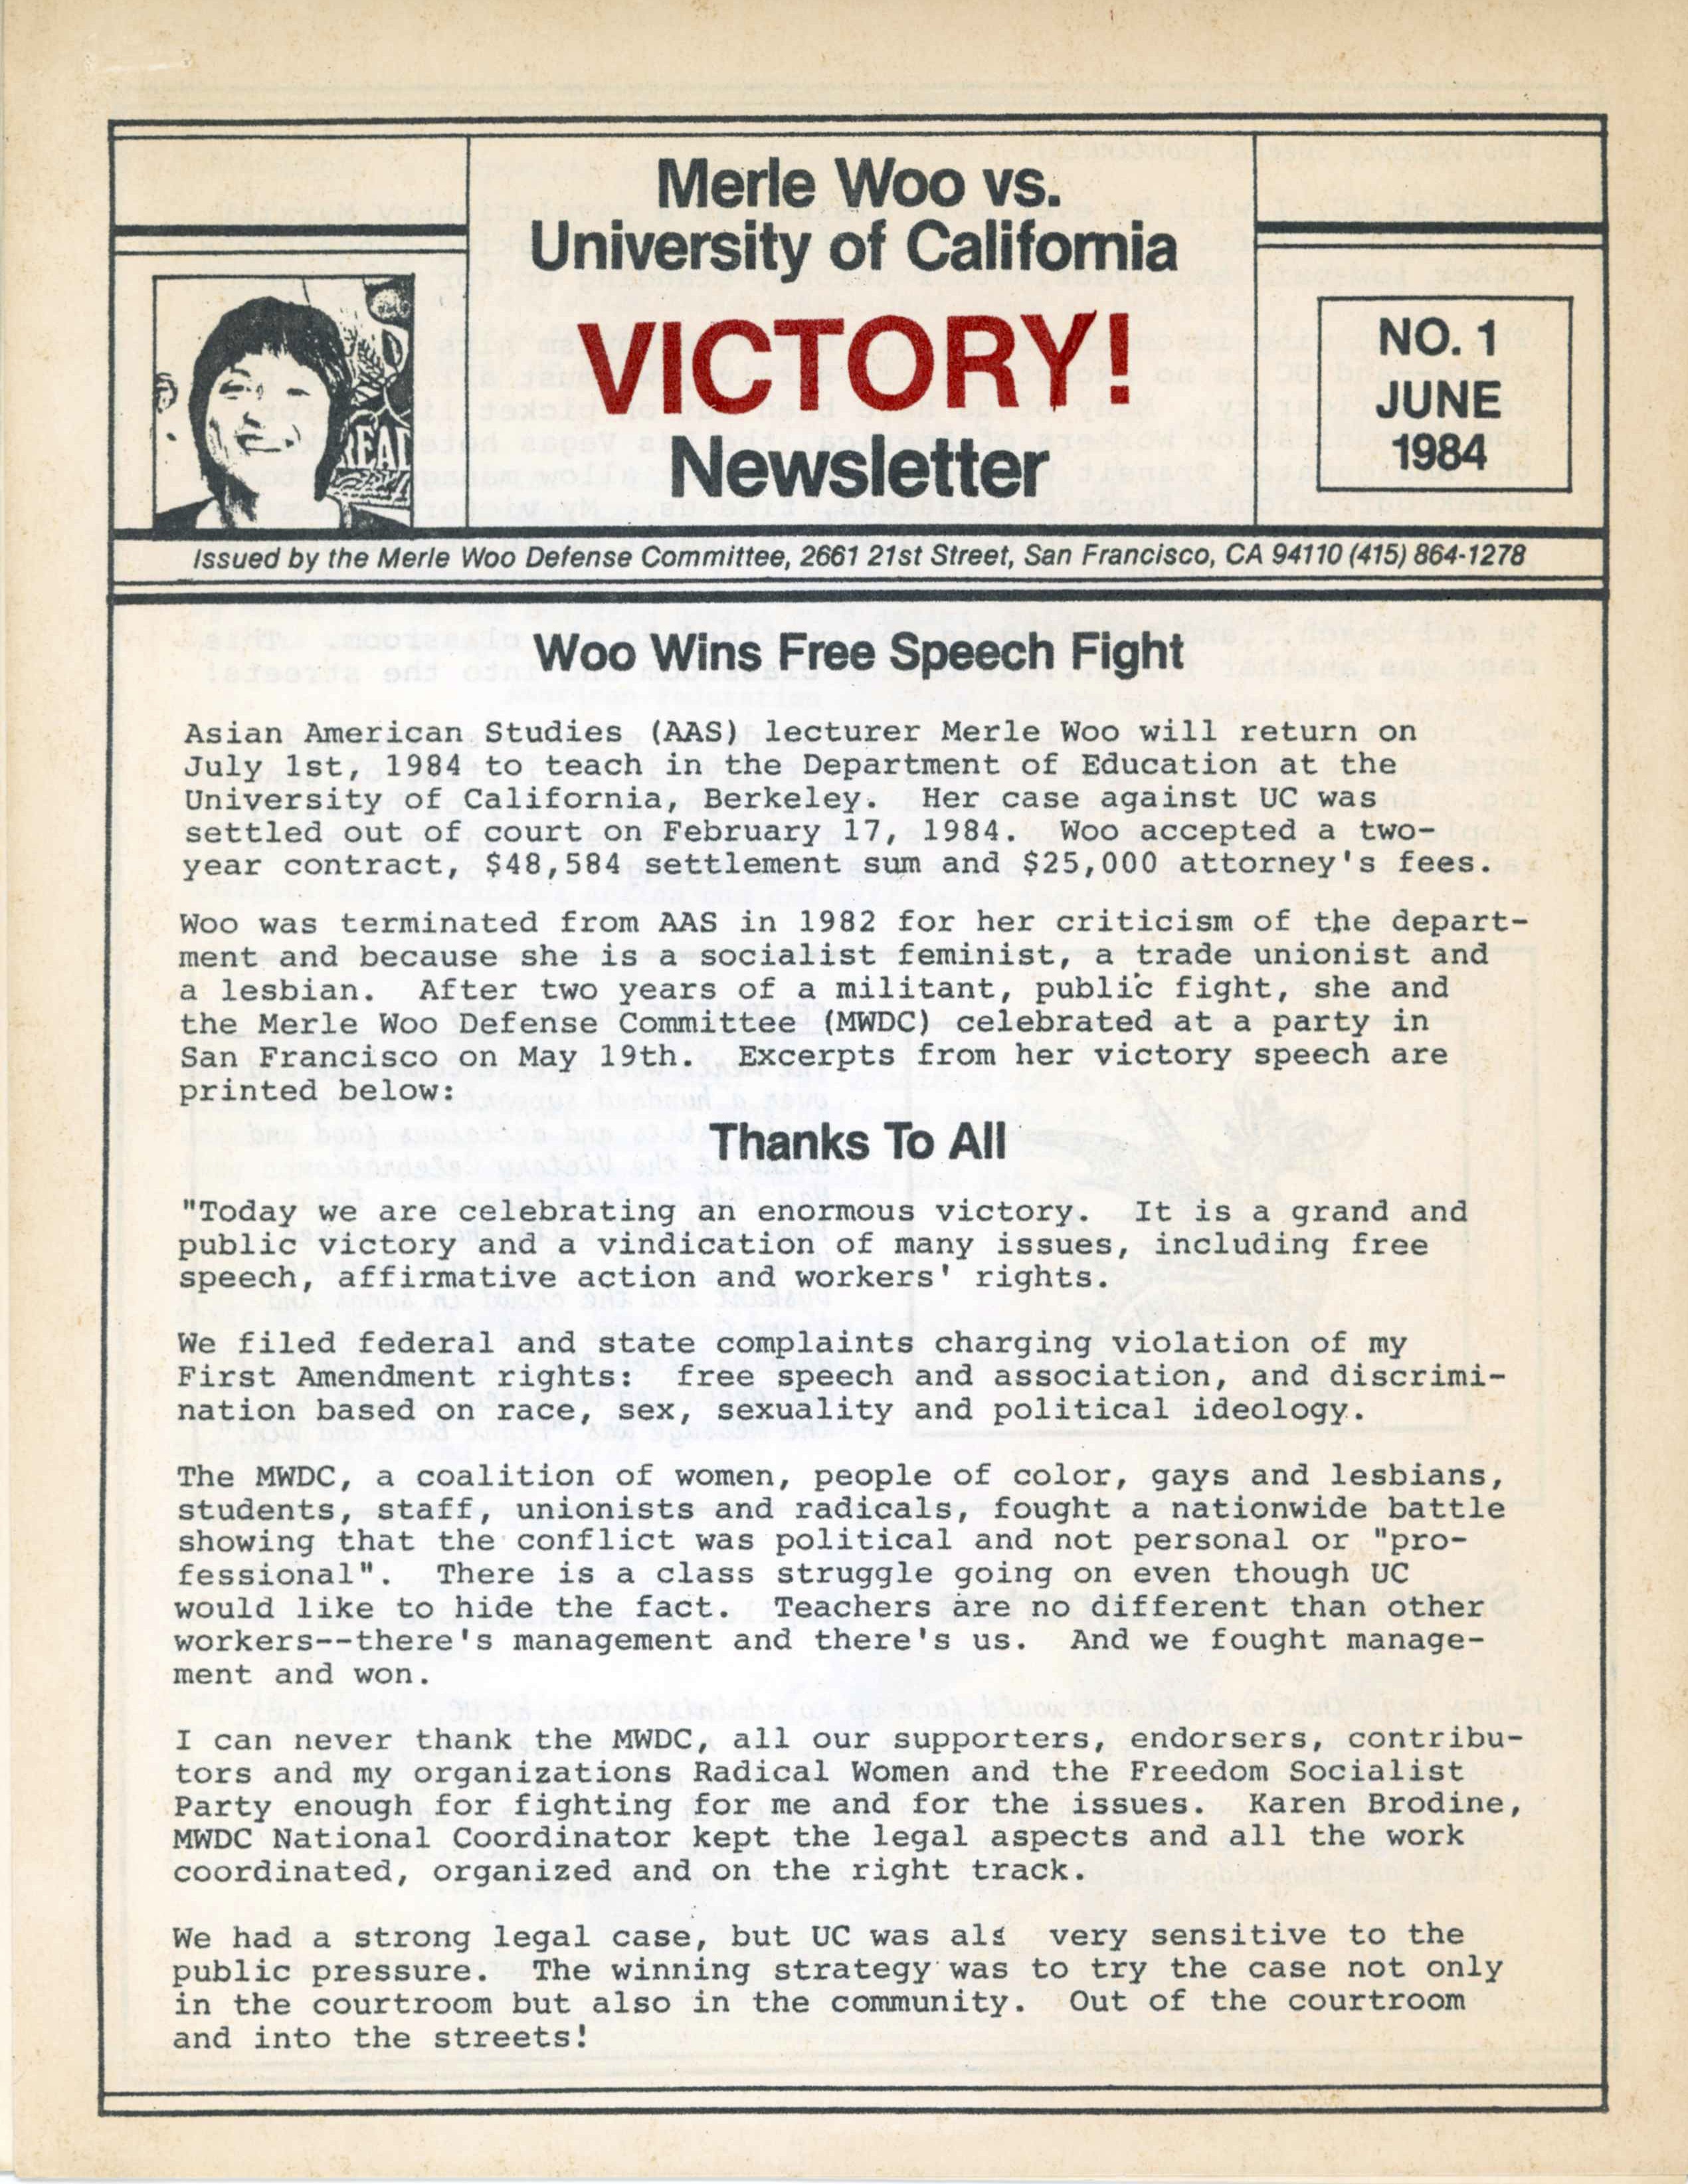 Merle Woo vs.
University of California
VICTORY!
Newsletter
NO. 1
JUNE
1984
Issued by the Merle Woo Defense Committee, 2661 21st Street, San Francisco, CA 94110 (415) 864-1278
Woo Wins Free Speech Fight
Asian American Studies (AAS) lecturer Merle Woo will return on
July 1st, 1984 to teach in the Department of Education at the
University of California, Berkeley. Her case against UC was
settled out of court on February 17, 1984. Woo accepted a two-
year contract, $48,584 settlement sum and $25,000 attorney's fees.
Woo was terminated from AAS in 1982 for her criticism of the depart-
ment and because she is a socialist feminist, a trade unionist and
a lesbian. After two years of a militant, public fight, she and
the Merle Woo Defense Committee (MWDC) celebrated at a party in
San Francisco on May 19th. Excerpts from her victory speech are
printed below:
Thanks To All
"Today we are celebrating an enormous victory. It is a grand and
public victory and a vindication of many issues, including free
speech, affirmative action and workers' rights.
We filed federal and state complaints charging violation of my
First Amendment rights: free speech and association, and discrimi-
nation based on race, sex, sexuality and political ideology.
The MWDC, a coalition of women, people of color, gays and lesbians,
students, staff, unionists and radicals, fought a nationwide battle
showing that the conflict was political and not personal or "pro-
fessional". There is a class struggle going on even though UC
would like to hide the fact. Teachers are no different than other
workers--there's management and there's us. And we fought manage-
ment and won.
I can never thank the MWDC, all our supporters, endorsers, contribu-
tors and my organizations Radical Women and the Freedom Socialist
Party enough for fighting for me and for the issues. Karen Brodine,
MWDC National Coordinator kept the legal aspects and all the work
coordinated, organized and on the right track.
We had a strong legal case, but UC was als very sensitive to the
public pressure. The winning strategy was to try the case not only
in the courtroom but also in the community. Out of the courtroom
and into the streets!